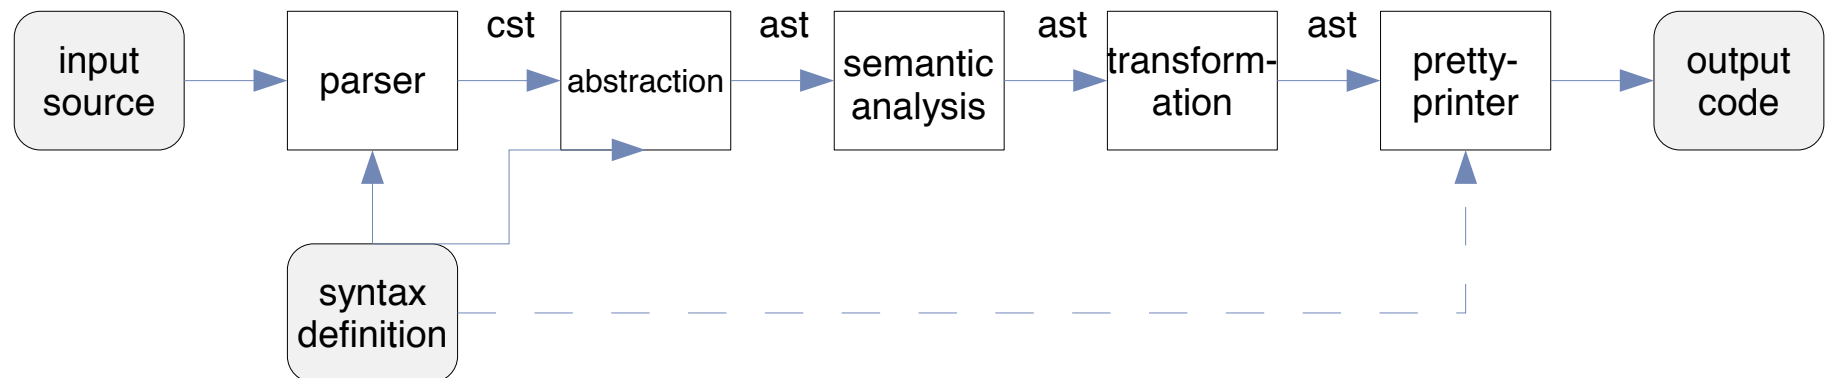 input
source
parser
cst
abstraction
ast
semantic
analysis
ast
transform-
ation
ast
pretty-
printer
output
code
syntax
definition